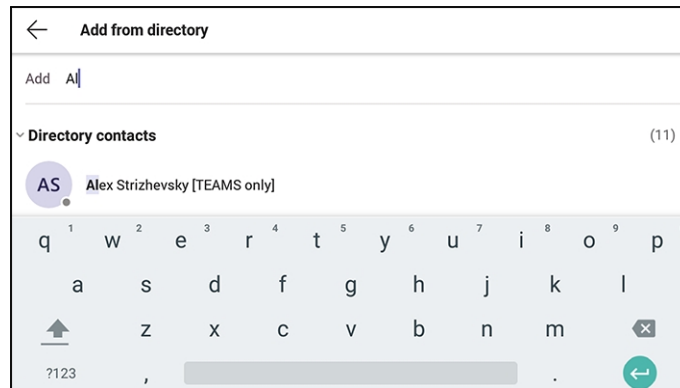 Add from directory
Add Al
Directory contacts (11)
AS Alex Strizhevsky [TEAMS only]
q 1 w 2 e 3 r 4 t 5 y 6 u 7 i 8 o 9 p
a s d f g h j k l
z x c v b n m
?123 , .